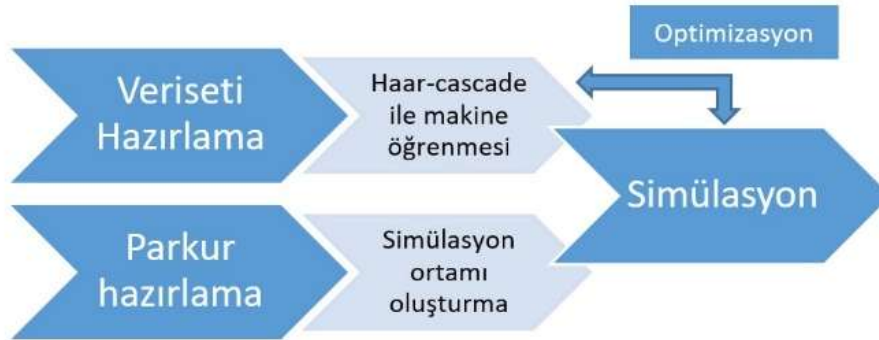 Optimizasyon
Veriseti
Hazırlama
Haar-cascade
ile makine
öğrenmesi
Simülasyon
Parkur
hazırlama
Simülasyon
ortamı
oluşturma